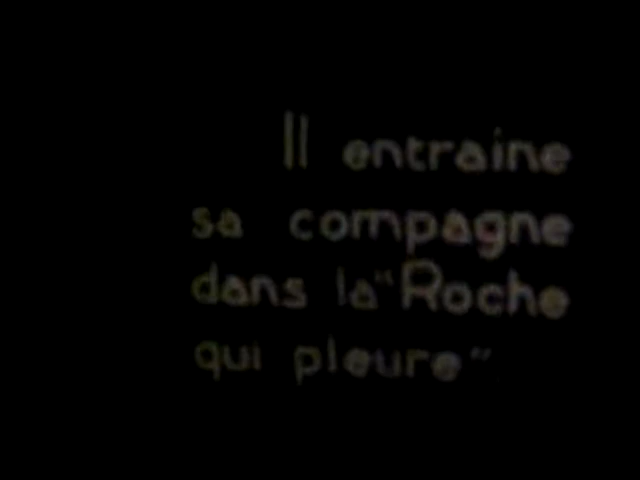 Il entraine
sa compagne
dans la "Roche
qui pleure"